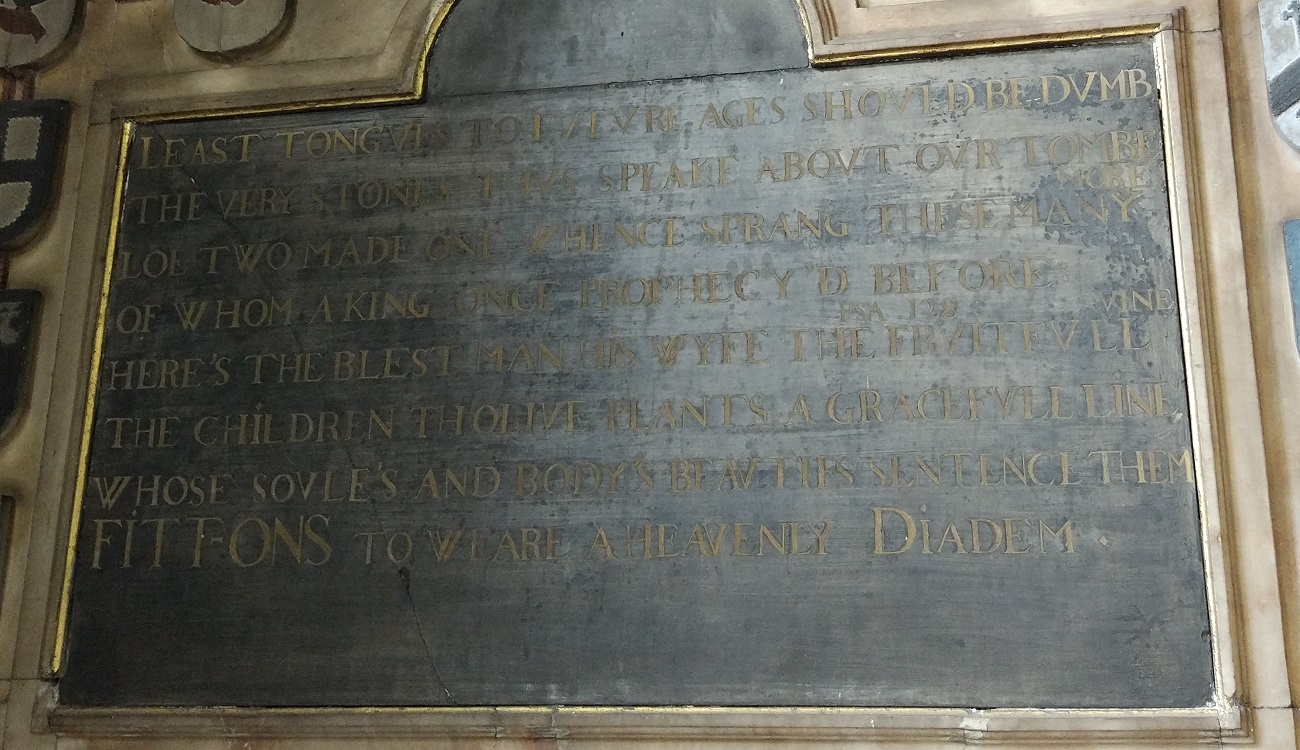 LEAST TONGVES TO FVTVRE AGES SHOVLD BE DVMB
THE VERY STONES THVS SPEAKE ABOVT OVR TOMBE
LOE TWO MADE ONE WHENCE SPRANG THESE MANY MORE
OF WHOM A KING ONCE PROPHECY'D BEFORE
PSA 128
HERE'S THE BLEST MAN HIS WYFE THE FRVITFVLL VINE
THE CHILDREN THOLIVE PLANTS A GRACEFVLL LINE,
WHOSE SOVLE'S AND BODY'S BEAVTIES SENTENCE THEM
FITT-ONS TO WEARE A HEAVENLY DIADE'M .